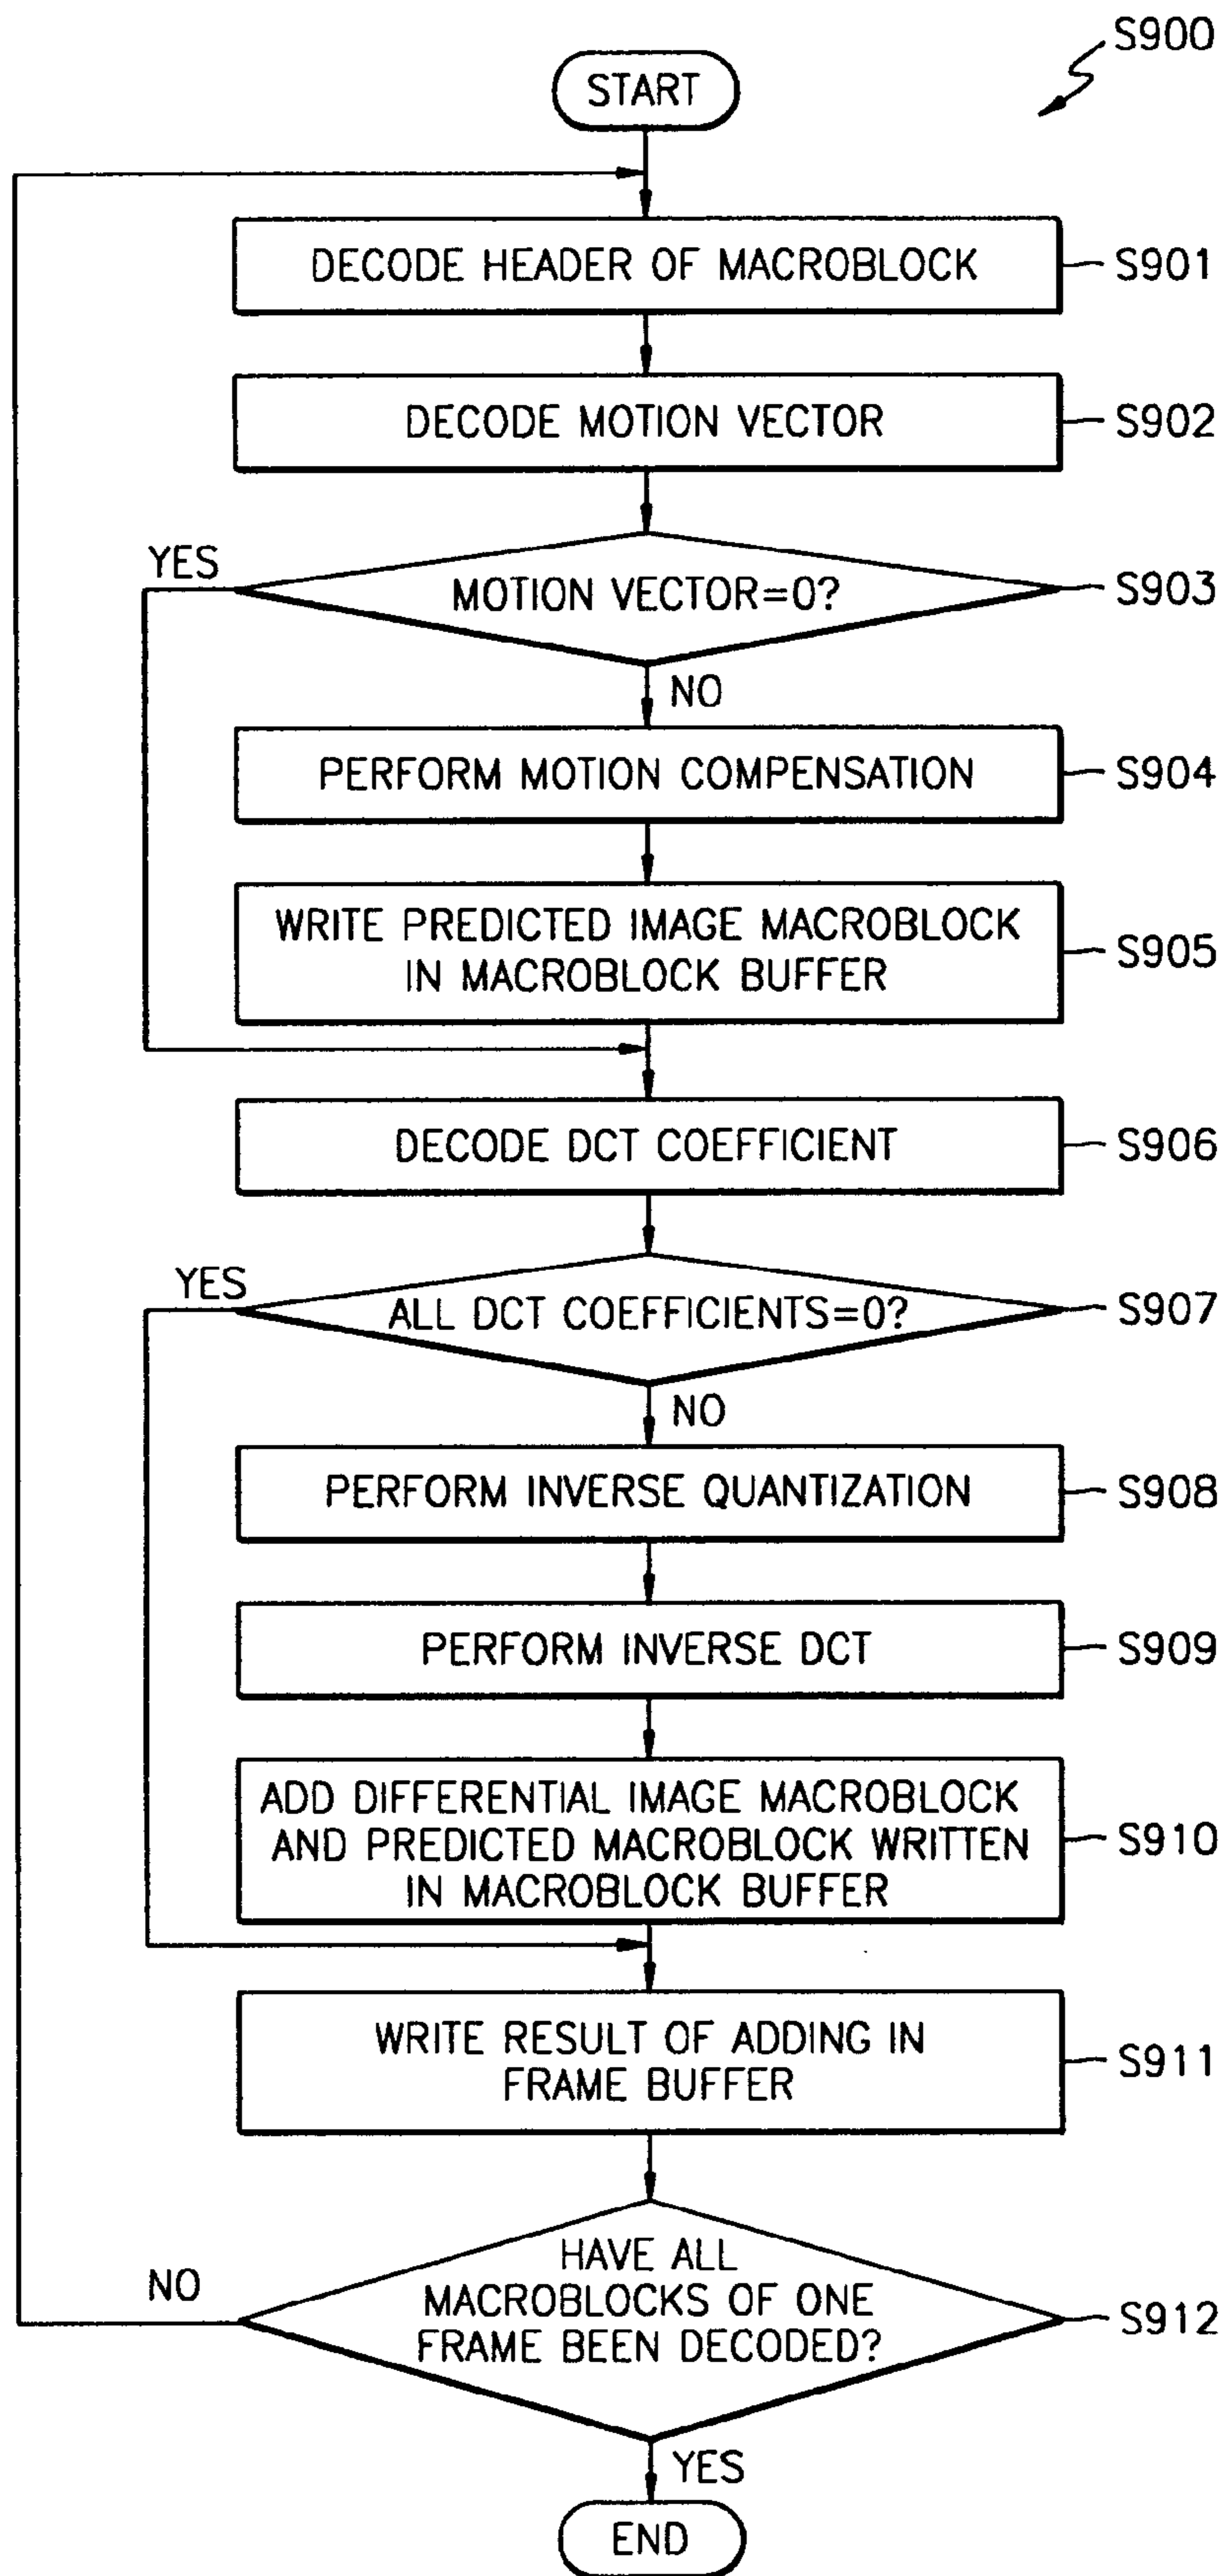 S900
START
DECODE HEADER OF MACROBLOCK
S901
DECODE MOTION VECTOR
S902
YES
MOTION VECTOR=0?
S903
NO
PERFORM MOTION COMPENSATION
S904
WRITE PREDICTED IMAGE MACROBLOCK
IN MACROBLOCK BUFFER
S905
DECODE DCT COEFFICIENT
S906
YES
ALL DCT COEFFICIENTS=0?
S907
NO
PERFORM INVERSE QUANTIZATION
S908
PERFORM INVERSE DCT
S909
ADD DIFFERENTIAL IMAGE MACROBLOCK
AND PREDICTED MACROBLOCK WRITTEN
IN MACROBLOCK BUFFER
S910
WRITE RESULT OF ADDING IN
FRAME BUFFER
S911
NO
HAVE ALL
MACROBLOCKS OF ONE
FRAME BEEN DECODED?
S912
YES
END